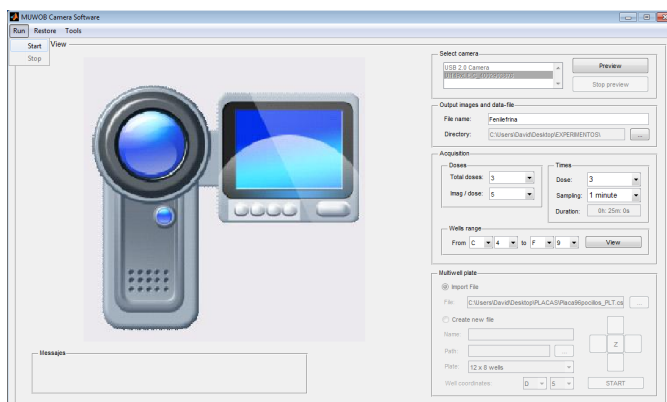 MUWOB Camera Software
Run Restore Tools
Start
Stop
View
Select camera
USB 2.0 Camera
Preview
Stop preview
Output images and data-file
File name: Fenilefrina
Directory: C:\Users\David\Desktop\EXPERIMENTOS\ ...
Acquisition
Doses
Total doses: 3
Imag / dose: 5
Times
Dose: 3
Sampling: 1 minute
Duration: 0h: 25m: 0s
Wells range
From C 4 to F 9 View
Multiwell plate
Import File
File: C:\Users\David\Desktop\PLACAS\Placa96pocillos_PLT.cs ...
Create new file
Name:
Path: ...
Plate: 12 x 8 wells
Well coordinates: D 5
Z
START
Messajes